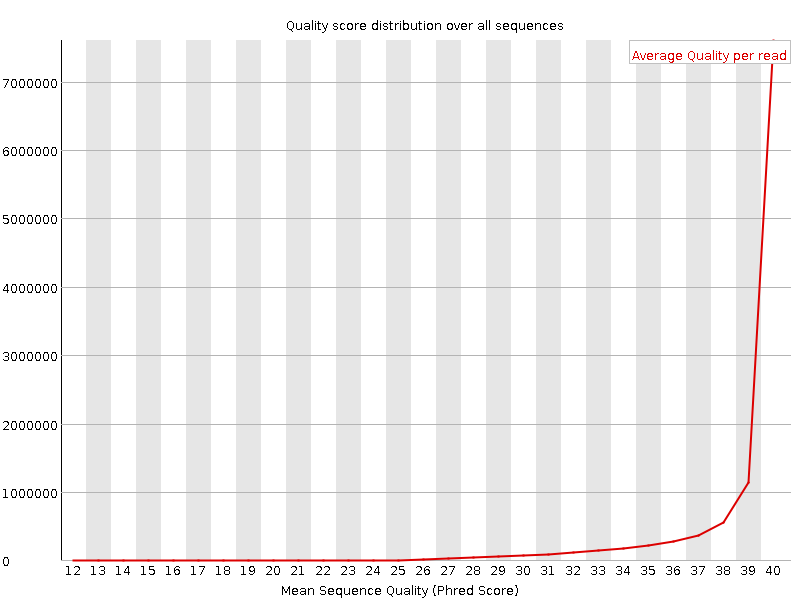 Quality score distribution over all sequences
Average Quality per read
7000000
6000000
5000000
4000000
3000000
2000000
1000000
0
12 13 14 15 16 17 18 19 20 21 22 23 24 25 26 27 28 29 30 31 32 33 34 35 36 37 38 39 40
Mean Sequence Quality (Phred Score)